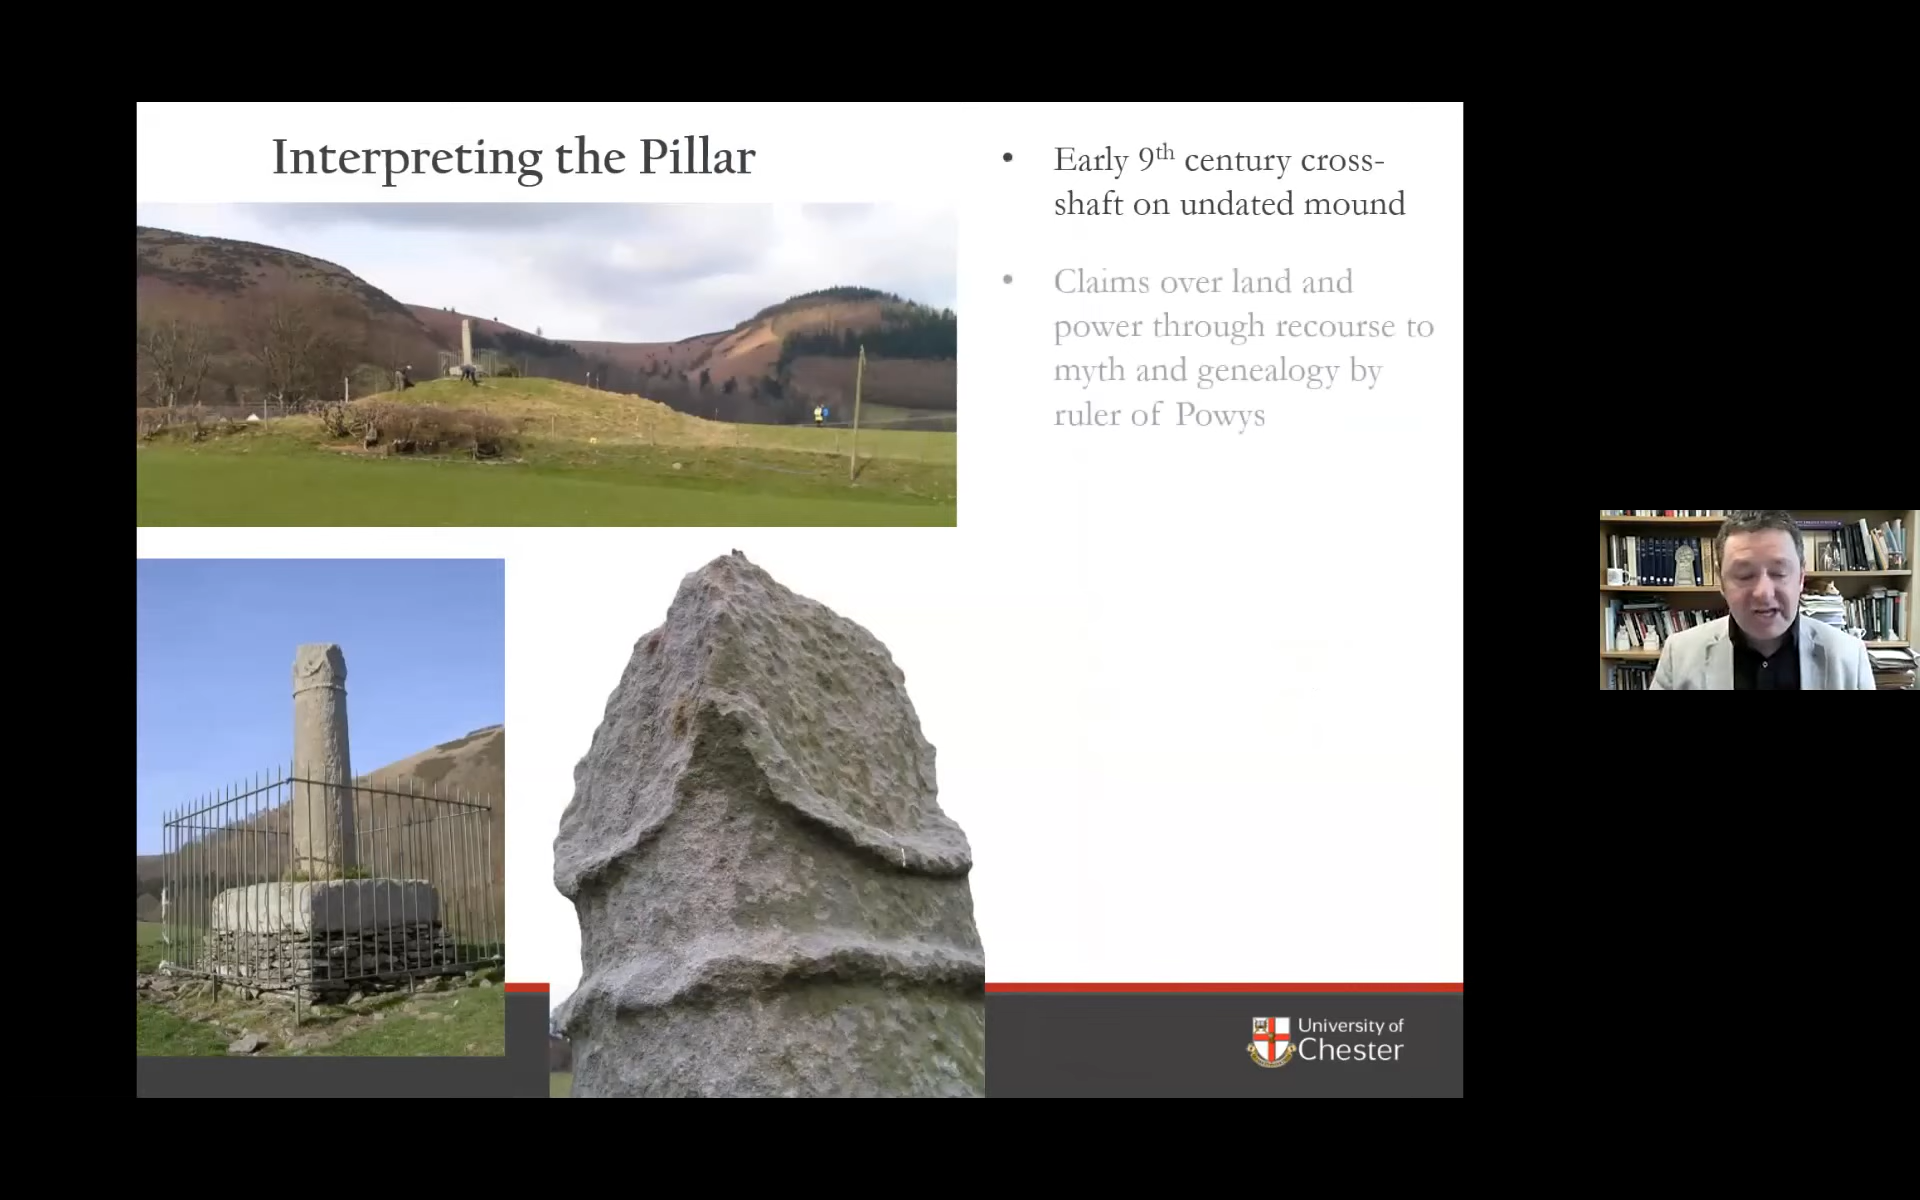 Interpreting the Pillar
• Early 9th century cross-
shaft on undated mound
• Claims over land and
power through recourse to
myth and genealogy by
ruler of Powys
University of
Chester